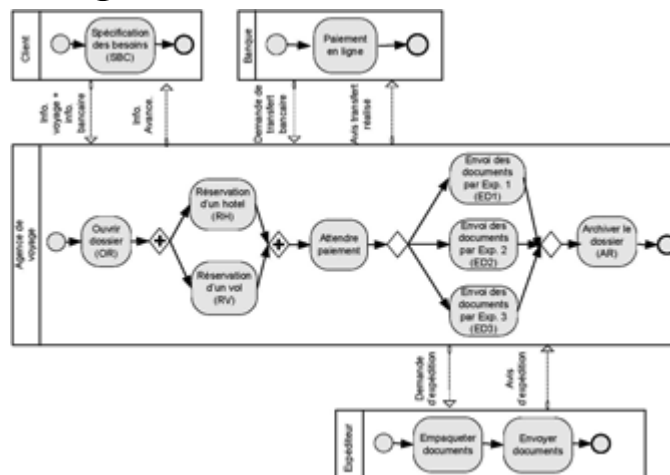 Client
Spécification
des besoins
(SBC)
Banque
Paiement
en ligne
Info.
voyage +
info.
bancaire
Info.
Avance.
Demande de
transfert
bancaire
Avis transfert
réalisé
Agence de
voyage
Ouvrir
dossier
(OR)
Réservation
d'un hotel
(RH)
Réservation
d'un vol
(RV)
Attendre
paiement
Envoi des
documents
par Exp. 1
(ED1)
Envoi des
documents
par Exp. 2
(ED2)
Envoi des
documents
par Exp. 3
(ED3)
Archiver le
dossier
(AR)
Demande
d'expédition
Avis
d'expédition
Expéditeur
Empaqueter
documents
Envoyer
documents